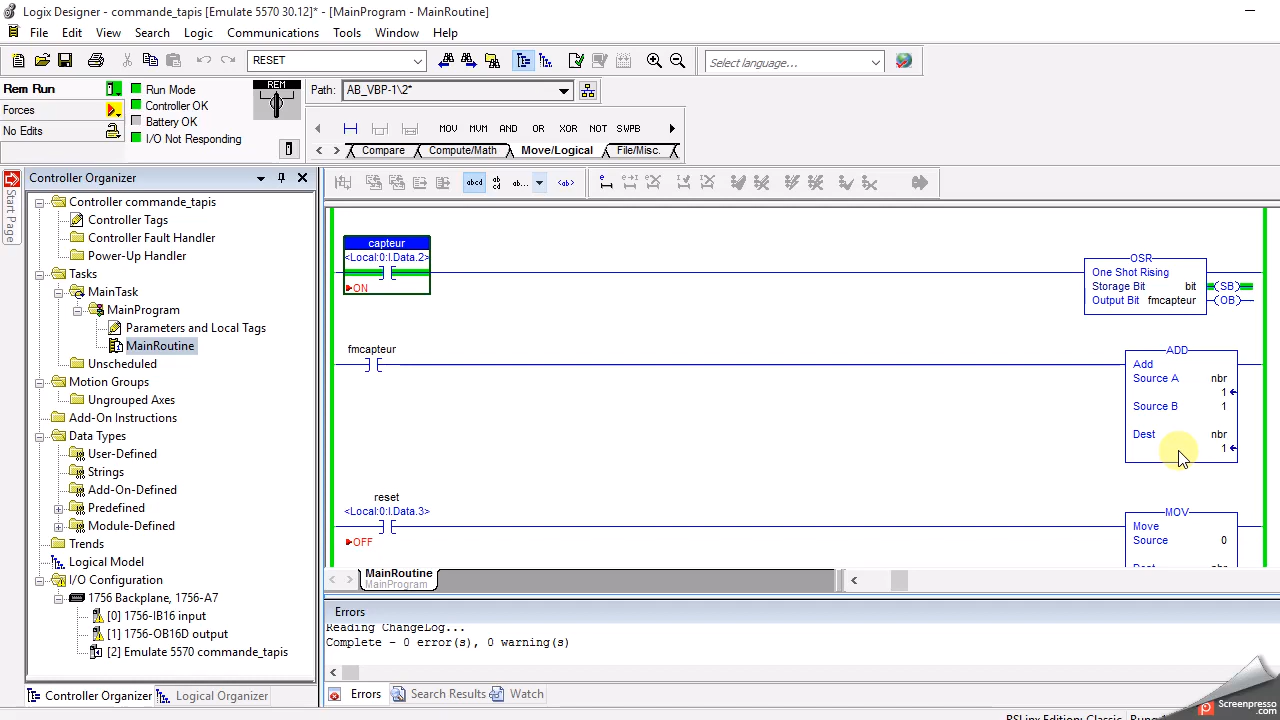 Logix Designer - commande_tapis [Emulate 5570 30.12]* - [MainProgram - MainRoutine]
File Edit View Search Logic Communications Tools Window Help
RESET
Select language...
Rem Run
Run Mode
REM
Path: AB_VBP-1\2*
Forces
Controller OK
No Edits
Battery OK
I/O Not Responding
MOV MVM AND OR XOR NOT SWPB
Compare Compute/Math Move/Logical File/Misc.
Start Page
Controller Organizer
Controller commande_tapis
Controller Tags
Controller Fault Handler
Power-Up Handler
Tasks
MainTask
MainProgram
Parameters and Local Tags
MainRoutine
Unscheduled
Motion Groups
Ungrouped Axes
Add-On Instructions
Data Types
User-Defined
Strings
Add-On-Defined
Predefined
Module-Defined
Trends
Logical Model
I/O Configuration
1756 Backplane, 1756-A7
[0] 1756-IB16 input
[1] 1756-OB16D output
[2] Emulate 5570 commande_tapis
Controller Organizer Logical Organizer
abcd
ab
cd
ab...
<ab>
capteur
<Local:0:I.Data.2>
ON
OSR
One Shot Rising
Storage Bit bit (SB)
Output Bit fmcapteur (OB)
fmcapteur
ADD
Add
Source A nbr
1
Source B 1
Dest nbr
1
reset
<Local:0:I.Data.3>
OFF
MOV
Move
Source 0
MainRoutine
MainProgram
Errors
Reading ChangeLog...
Complete - 0 error(s), 0 warning(s)
Errors Search Results Watch
Screenpresso
.com